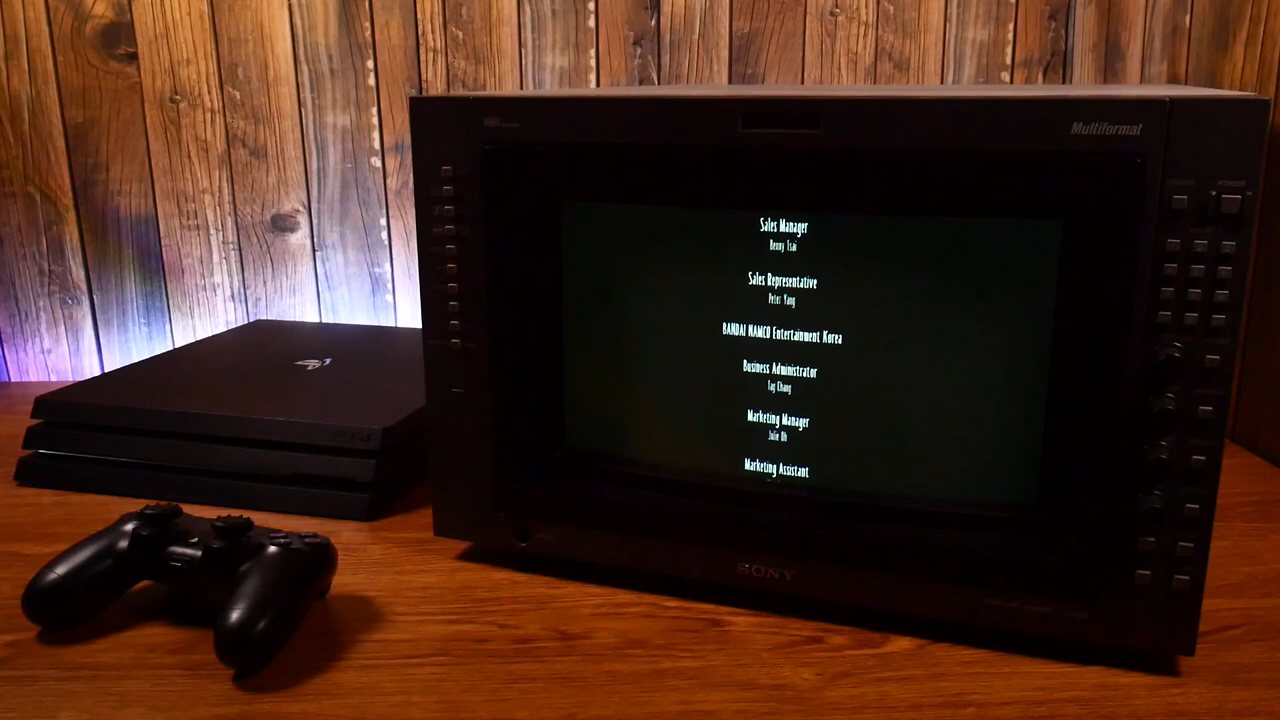 Multiformat
Sales Manager
Benny Tsai
Sales Representative
Peter Yang
BANDAI NAMCO Entertainment Korea
Business Administrator
Tag Chang
Marketing Manager
Julie Oh
Marketing Assistant
SONY